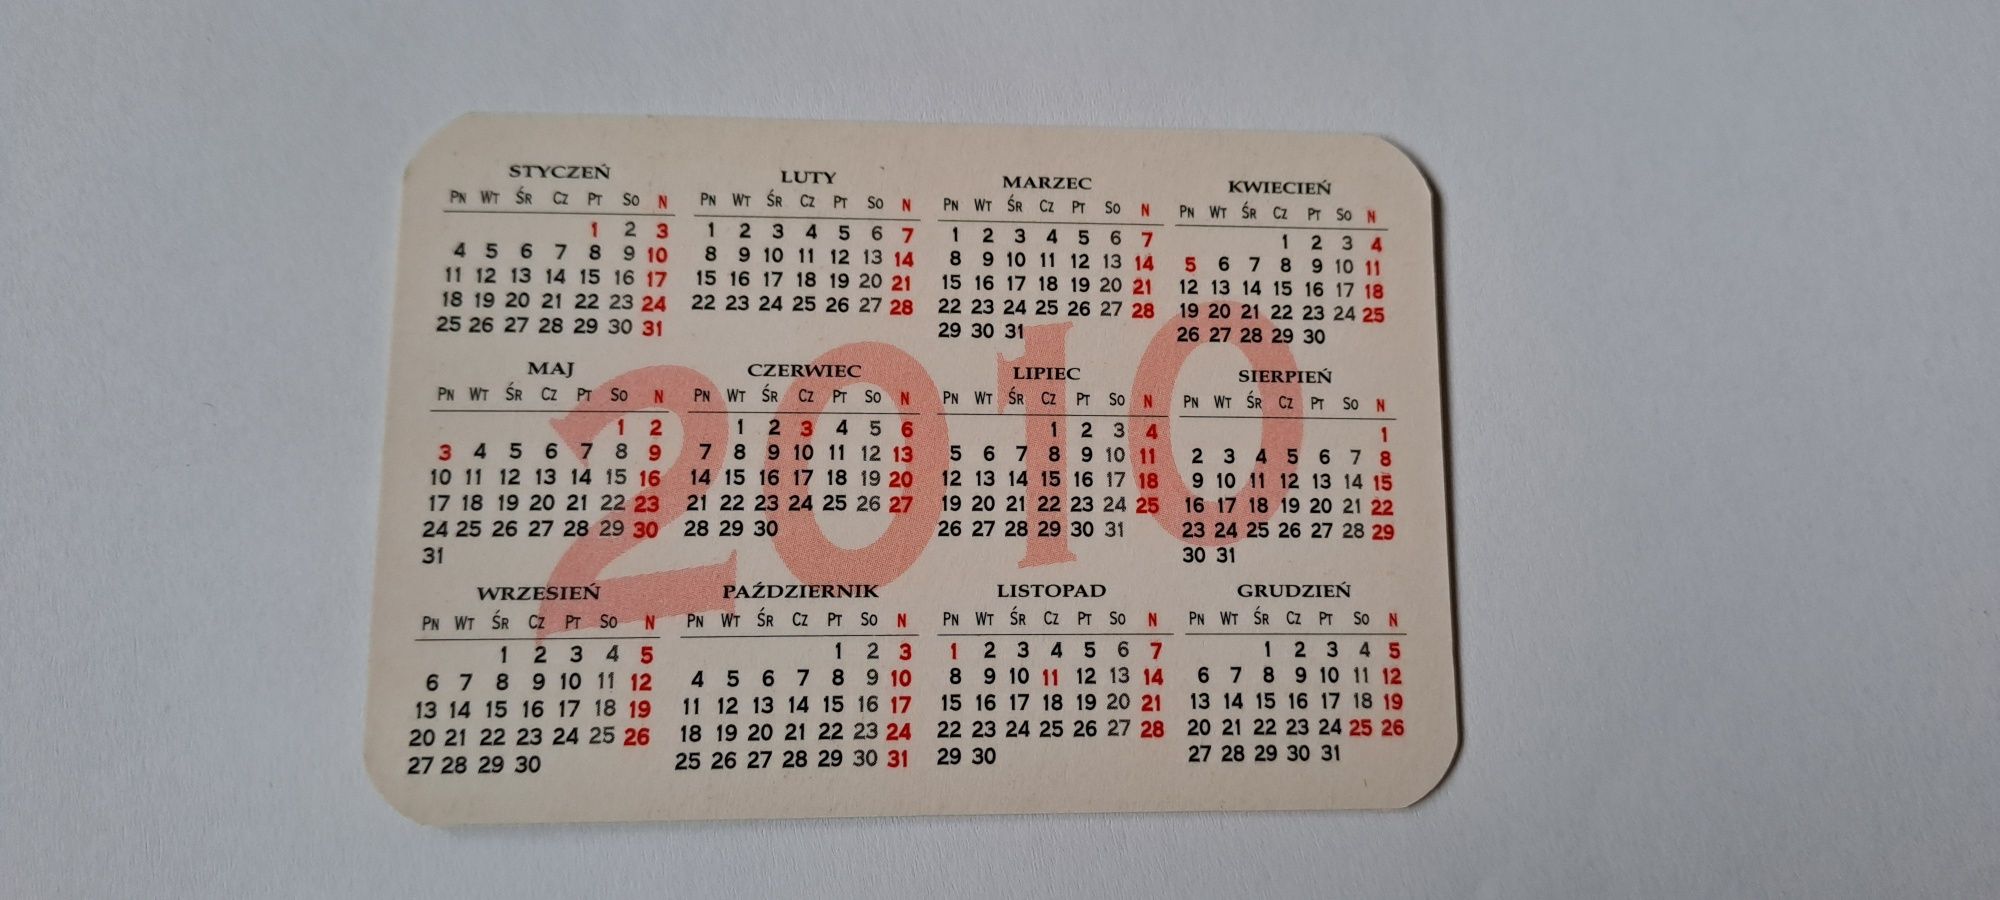 STYCZEŃ
PN WT ŚR CZ PT SO N
1 2 3
4 5 6 7 8 9 10
11 12 13 14 15 16 17
18 19 20 21 22 23 24
25 26 27 28 29 30 31
LUTY
PN WT ŚR CZ PT SO N
1 2 3 4 5 6 7
8 9 10 11 12 13 14
15 16 17 18 19 20 21
22 23 24 25 26 27 28
MARZEC
PN WT ŚR CZ PT SO N
1 2 3 4 5 6 7
8 9 10 11 12 13 14
15 16 17 18 19 20 21
22 23 24 25 26 27 28
29 30 31
KWIECIEŃ
PN WT ŚR CZ PT SO N
1 2 3 4
5 6 7 8 9 10 11
12 13 14 15 16 17 18
19 20 21 22 23 24 25
26 27 28 29 30
MAJ
PN WT ŚR CZ PT SO N
1 2
3 4 5 6 7 8 9
10 11 12 13 14 15 16
17 18 19 20 21 22 23
24 25 26 27 28 29 30
31
CZERWIEC
PN WT ŚR CZ PT SO N
1 2 3 4 5 6
7 8 9 10 11 12 13
14 15 16 17 18 19 20
21 22 23 24 25 26 27
28 29 30
LIPIEC
PN WT ŚR CZ PT SO N
1 2 3 4
5 6 7 8 9 10 11
12 13 14 15 16 17 18
19 20 21 22 23 24 25
26 27 28 29 30 31
SIERPIEŃ
PN WT ŚR CZ PT SO N
1
2 3 4 5 6 7 8
9 10 11 12 13 14 15
16 17 18 19 20 21 22
23 24 25 26 27 28 29
30 31
2010
WRZESIEŃ
PN WT ŚR CZ PT SO N
1 2 3 4 5
6 7 8 9 10 11 12
13 14 15 16 17 18 19
20 21 22 23 24 25 26
27 28 29 30
PAŹDZIERNIK
PN WT ŚR CZ PT SO N
1 2 3
4 5 6 7 8 9 10
11 12 13 14 15 16 17
18 19 20 21 22 23 24
25 26 27 28 29 30 31
LISTOPAD
PN WT ŚR CZ PT SO N
1 2 3 4 5 6 7
8 9 10 11 12 13 14
15 16 17 18 19 20 21
22 23 24 25 26 27 28
29 30
GRUDZIEŃ
PN WT ŚR CZ PT SO N
1 2 3 4 5
6 7 8 9 10 11 12
13 14 15 16 17 18 19
20 21 22 23 24 25 26
27 28 29 30 31